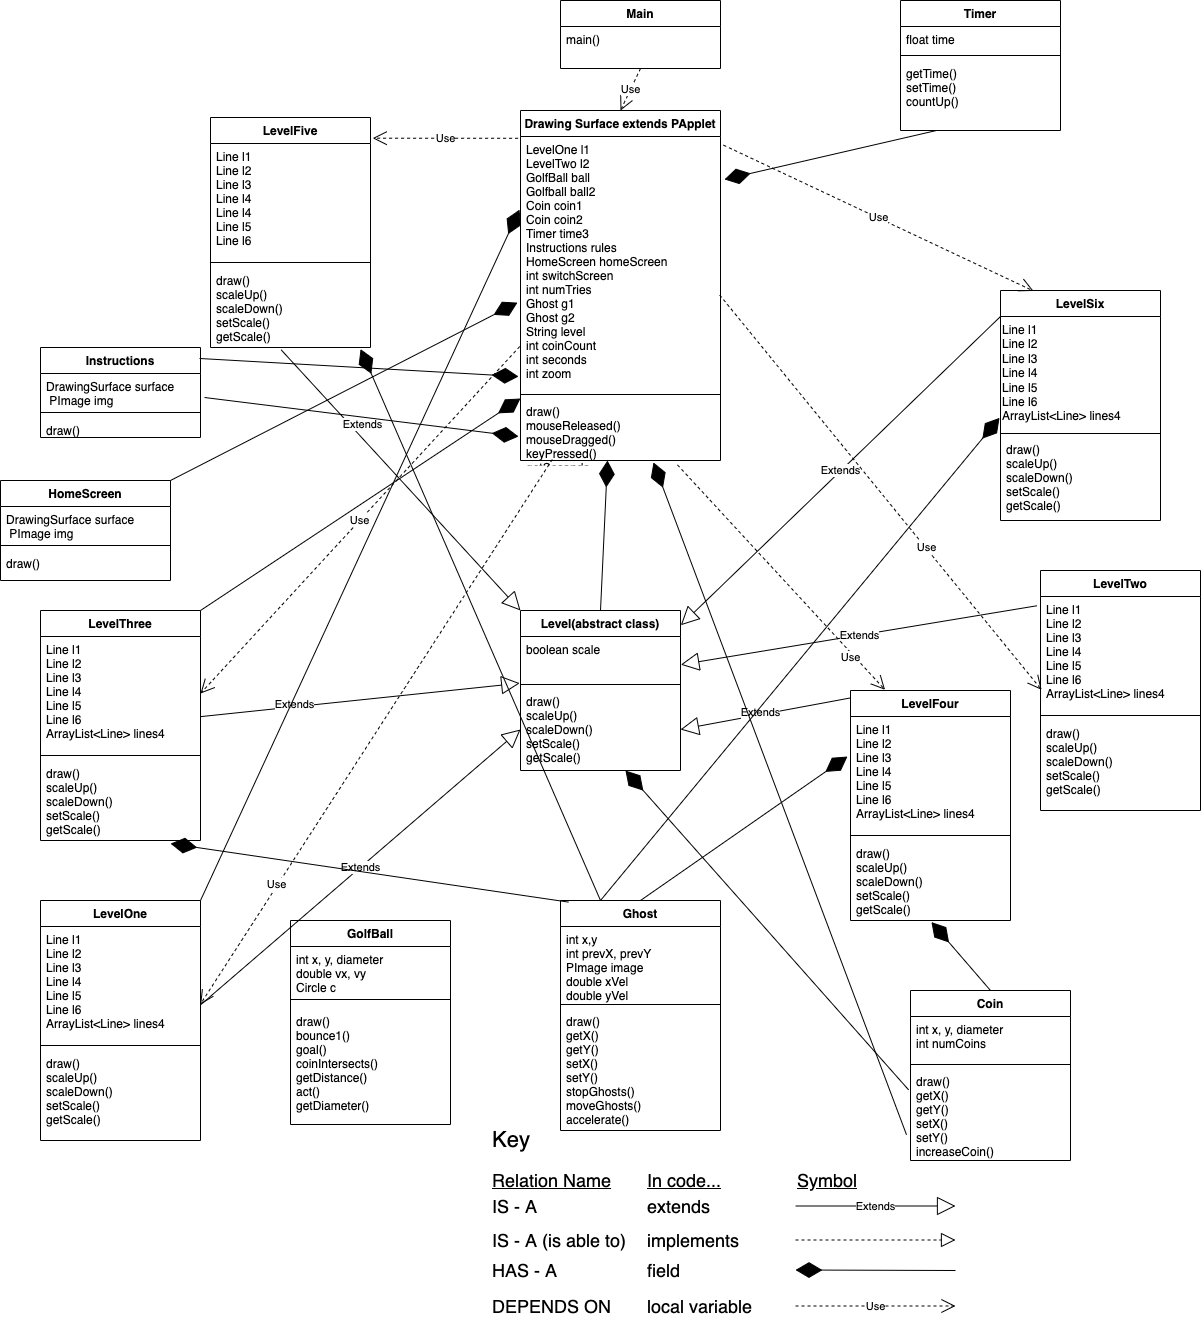 Main
main()
Timer
float time
getTime()
setTime()
countUp()
Use
Drawing Surface extends PApplet
LevelOne l1
LevelTwo l2
GolfBall ball
Golfball ball2
Coin coin1
Coin coin2
Timer time3
Instructions rules
HomeScreen homeScreen
int switchScreen
int numTries
Ghost g1
Ghost g2
String level
int coinCount
int seconds
int zoom
draw()
mouseReleased()
mouseDragged()
keyPressed()
LevelFive
Line l1
Line l2
Line l3
Line l4
Line l4
Line l5
Line l6
draw()
scaleUp()
scaleDown()
setScale()
getScale()
Use
Use
LevelSix
Line l1
Line l2
Line l3
Line l4
Line l5
Line l6
ArrayList<Line> lines4
draw()
scaleUp()
scaleDown()
setScale()
getScale()
Instructions
DrawingSurface surface
PImage img
draw()
Extends
Extends
HomeScreen
DrawingSurface surface
PImage img
draw()
Use
Use
LevelTwo
Line l1
Line l2
Line l3
Line l4
Line l5
Line l6
ArrayList<Line> lines4
draw()
scaleUp()
scaleDown()
setScale()
getScale()
LevelThree
Line l1
Line l2
Line l3
Line l4
Line l5
Line l6
ArrayList<Line> lines4
draw()
scaleUp()
scaleDown()
setScale()
getScale()
Level(abstract class)
boolean scale
draw()
scaleUp()
scaleDown()
setScale()
getScale()
Extends
Use
Extends
Extends
LevelFour
Line l1
Line l2
Line l3
Line l4
Line l5
Line l6
ArrayList<Line> lines4
draw()
scaleUp()
scaleDown()
setScale()
getScale()
Extends
Use
LevelOne
Line l1
Line l2
Line l3
Line l4
Line l5
Line l6
ArrayList<Line> lines4
draw()
scaleUp()
scaleDown()
setScale()
getScale()
GolfBall
int x, y, diameter
double vx, vy
Circle c
draw()
bounce1()
goal()
coinIntersects()
getDistance()
act()
getDiameter()
Ghost
int x,y
int prevX, prevY
PImage image
double xVel
double yVel
draw()
getX()
getY()
setX()
setY()
stopGhosts()
moveGhosts()
accelerate()
Coin
int x, y, diameter
int numCoins
draw()
getX()
getY()
setX()
setY()
increaseCoin()
Key
Relation Name In code... Symbol
IS - A extends Extends
IS - A (is able to) implements
HAS - A field
DEPENDS ON local variable Use